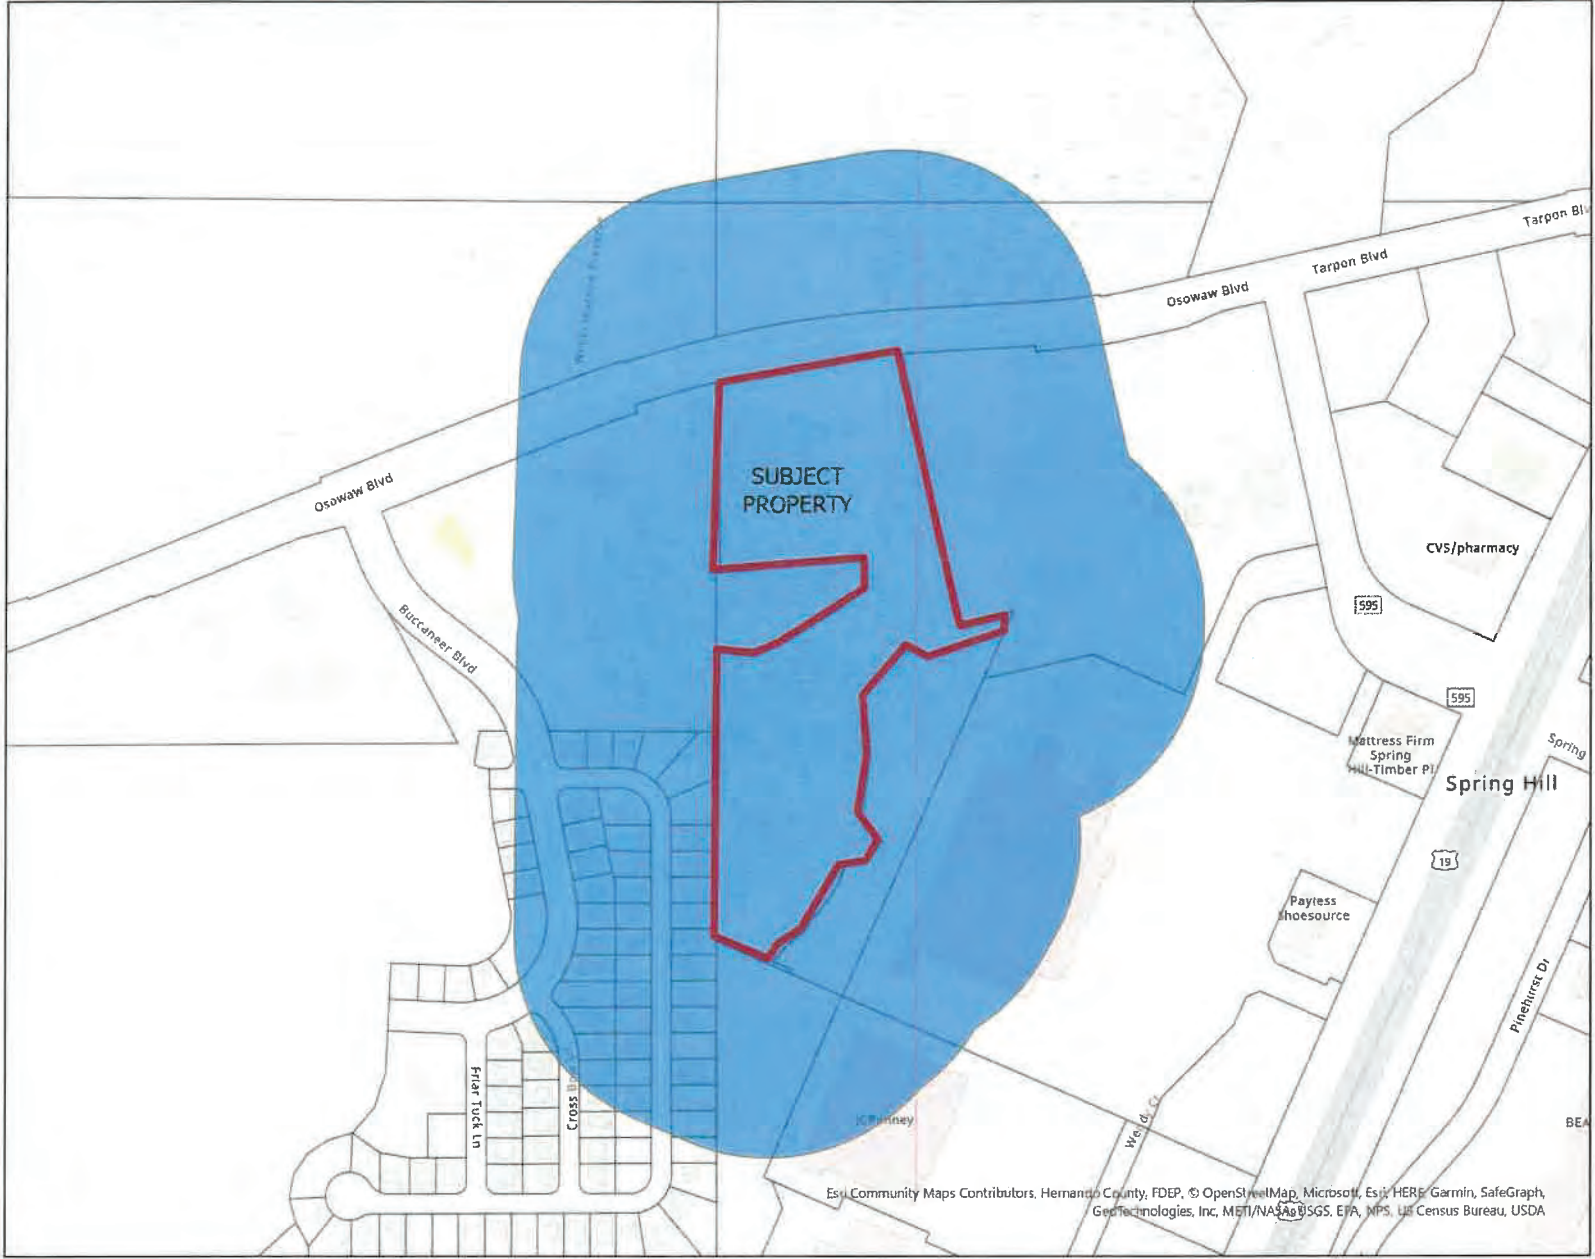 Tarpon Blv
Tarpon Blvd
Osowaw Blvd
SUBJECT
PROPERTY
Osowaw Blvd
CVS/pharmacy
595
Buccaneer Blvd
595
Mattress Firm
Spring
Hill-Timber Pl
Spring
Spring Hill
19
Payless
Shoesource
Pinehurst Dr
Friar Tuck Ln
Cross
JCPenney
Wendy Ct
BEA
Esri Community Maps Contributors, Hernando County, FDEP, © OpenStreetMap, Microsoft, Esri, HERE, Garmin, SafeGraph,
GeoTechnologies, Inc, METI/NASA, USGS, EPA, NPS, US Census Bureau, USDA